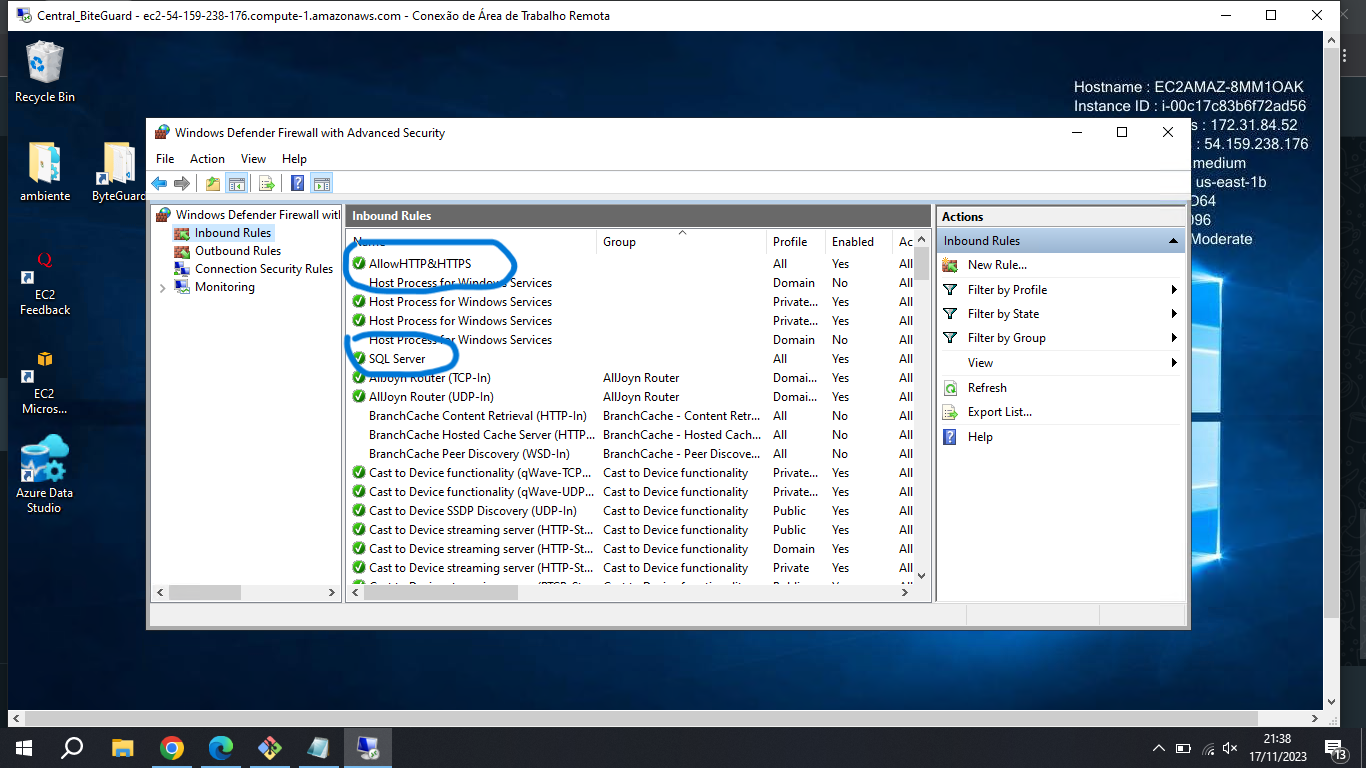 Central_BiteGuard - ec2-54-159-238-176.compute-1.amazonaws.com - Conexão de Área de Trabalho Remota
Recycle Bin
ambiente
ByteGuard
EC2
Feedback
EC2
Micros...
Azure Data
Studio
Hostname : EC2AMAZ-8MM1OAK
Instance ID : i-00c17c83b6f72ad56
s : 172.31.84.52
: 54.159.238.176
medium
us-east-1b
D64
096
Moderate
Windows Defender Firewall with Advanced Security
File Action View Help
Windows Defender Firewall wit
Inbound Rules
Outbound Rules
Connection Security Rules
Monitoring
Inbound Rules
Name Group Profile Enabled Ac
AllowHTTP&HTTPS All Yes All
Host Process for Windows Services Domain No All
Host Process for Windows Services Private... Yes All
Host Process for Windows Services Private... Yes All
Host Process for Windows Services Domain No All
SQL Server All Yes All
AllJoyn Router (TCP-In) AllJoyn Router Domai... Yes All
AllJoyn Router (UDP-In) AllJoyn Router Domai... Yes All
BranchCache Content Retrieval (HTTP-In) BranchCache - Content Retr... All No All
BranchCache Hosted Cache Server (HTTP... BranchCache - Hosted Cach... All No All
BranchCache Peer Discovery (WSD-In) BranchCache - Peer Discove... All No All
Cast to Device functionality (qWave-TCP... Cast to Device functionality Private... Yes All
Cast to Device functionality (qWave-UDP... Cast to Device functionality Private... Yes All
Cast to Device SSDP Discovery (UDP-In) Cast to Device functionality Public Yes All
Cast to Device streaming server (HTTP-St... Cast to Device functionality Public Yes All
Cast to Device streaming server (HTTP-St... Cast to Device functionality Domain Yes All
Cast to Device streaming server (HTTP-St... Cast to Device functionality Private Yes All
Actions
Inbound Rules
New Rule...
Filter by Profile
Filter by State
Filter by Group
View
Refresh
Export List...
Help
21:38
17/11/2023
13